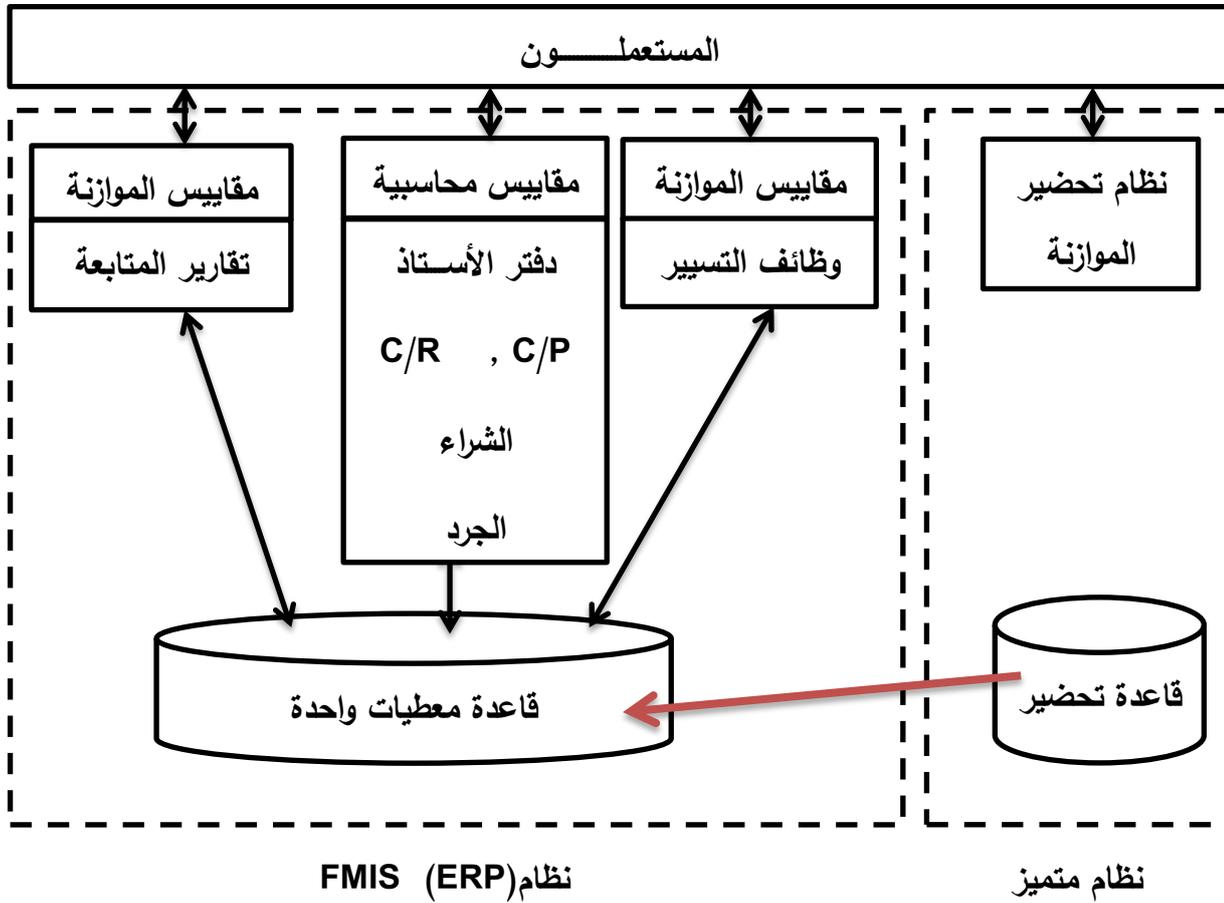 المستعملـــــون
نظام تحضير
الموازنة
مقاييس الموازنة
وظائف التسيير
مقاييس محاسبية
دفتر الأستاذ
C/R , C/P
الشراء
الجرد
مقاييس الموازنة
تقارير المتابعة
قاعدة تحضير
قاعدة معطيات واحدة
نظام متميز
نظام(ERP) FMIS